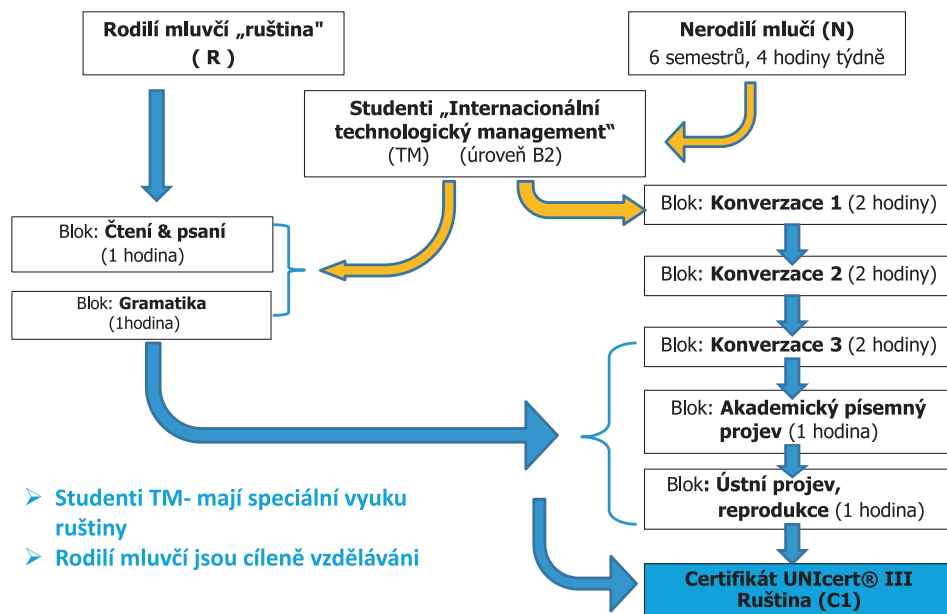 Rodilí mluvčí „ruština"
( R )
Nerodilí mlučí (N)
6 semestrů, 4 hodiny týdně
Studenti „Internacionální
technologický management“
(TM) (úroveň B2)
Blok: Čtení & psaní
(1 hodina)
Blok: Gramatika
(1hodina)
Blok: Konverzace 1 (2 hodiny)
Blok: Konverzace 2 (2 hodiny)
Blok: Konverzace 3 (2 hodiny)
Blok: Akademický písemný
projev (1 hodina)
Blok: Ústní projev,
reprodukce (1 hodina)
Certifikát UNIcert® III
Ruština (C1)
➢ Studenti TM- mají speciální vyuku
ruštiny
➢ Rodilí mluvčí jsou cíleně vzděláváni